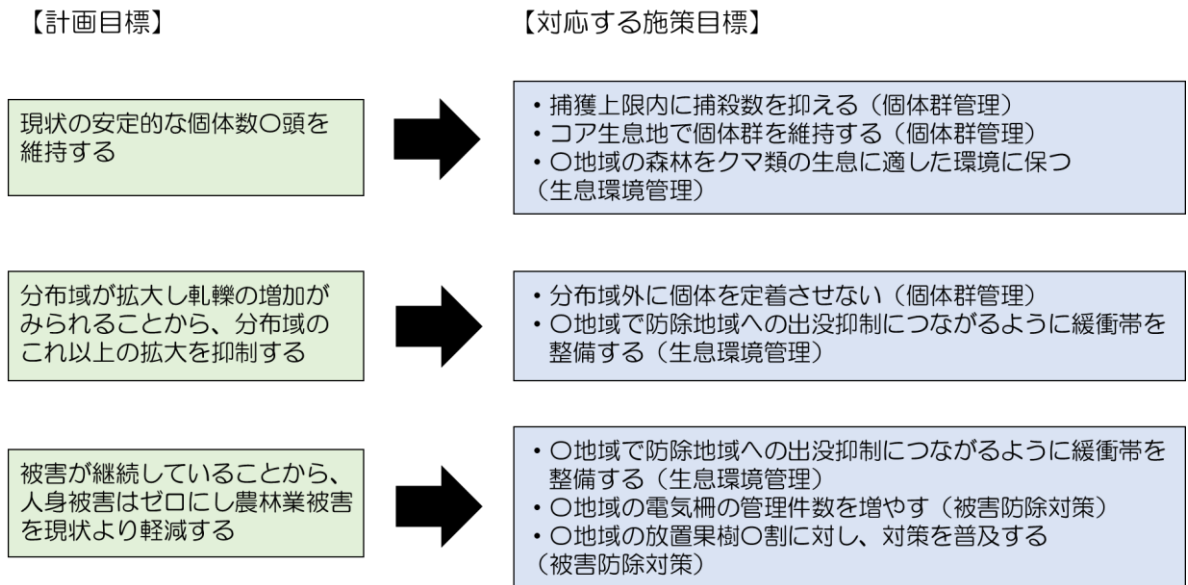 【計画目標】
【対応する施策目標】
現状の安定的な個体数〇頭を
維持する
・捕獲上限内に捕殺数を抑える（個体群管理）
・コア生息地で個体群を維持する（個体群管理）
・〇地域の森林をクマ類の生息に適した環境に保つ
（生息環境管理）
分布域が拡大し軋轢の増加が
みられることから、分布域の
これ以上の拡大を抑制する
・分布域外に個体を定着させない（個体群管理）
・〇地域で防除地域への出没抑制につながるように緩衝帯を
整備する（生息環境管理）
被害が継続していることから、
人身被害はゼロにし農林業被害
を現状より軽減する
・〇地域で防除地域への出没抑制につながるように緩衝帯を
整備する（生息環境管理）
・〇地域の電気柵の管理件数を増やす（被害防除対策）
・〇地域の放置果樹〇割に対し、対策を普及する
（被害防除対策）